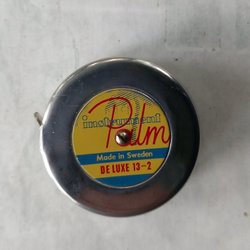 Palm
instrument
Made in Sweden
DE LUXE 13-2